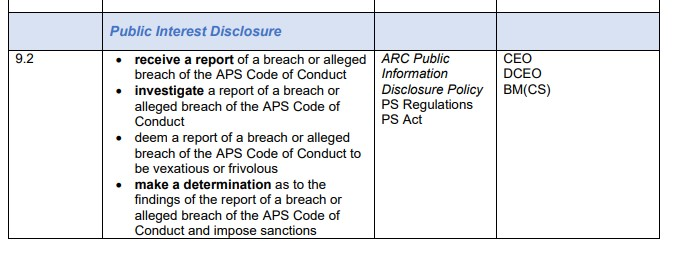 Public Interest Disclosure
9.2
• receive a report of a breach or alleged
breach of the APS Code of Conduct
• investigate a report of a breach or
alleged breach of the APS Code of
Conduct
• deem a report of a breach or alleged
breach of the APS Code of Conduct to
be vexatious or frivolous
• make a determination as to the
findings of the report of a breach or
alleged breach of the APS Code of
Conduct and impose sanctions
ARC Public
Information
Disclosure Policy
PS Regulations
PS Act
CEO
DCEO
BM(CS)